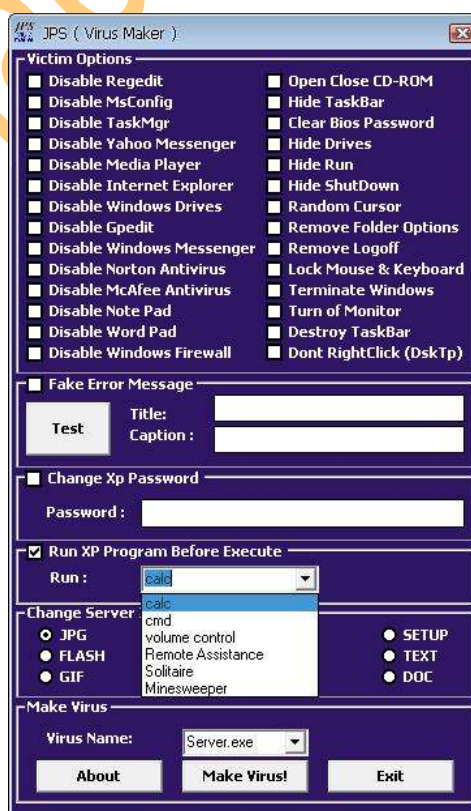 JPS ( Virus Maker )
Victim Options
Disable Regedit
Disable MsConfig
Disable TaskMgr
Disable Yahoo Messenger
Disable Media Player
Disable Internet Explorer
Disable Windows Drives
Disable Gpedit
Disable Windows Messenger
Disable Norton Antivirus
Disable McAfee Antivirus
Disable Note Pad
Disable Word Pad
Disable Windows Firewall
Open Close CD-ROM
Hide TaskBar
Clear Bios Password
Hide Drives
Hide Run
Hide ShutDown
Random Cursor
Remove Folder Options
Remove Logoff
Lock Mouse & Keyboard
Terminate Windows
Turn of Monitor
Destroy TaskBar
Dont RightClick (DskTp)
Fake Error Message
Test
Title:
Caption :
Change Xp Password
Password :
Run XP Program Before Execute
Run :
calc
calc
cmd
volume control
Remote Assistance
Solitaire
Minesweeper
Change Server
JPG
FLASH
GIF
SETUP
TEXT
DOC
Make Virus
Virus Name:
Server.exe
About
Make Virus!
Exit